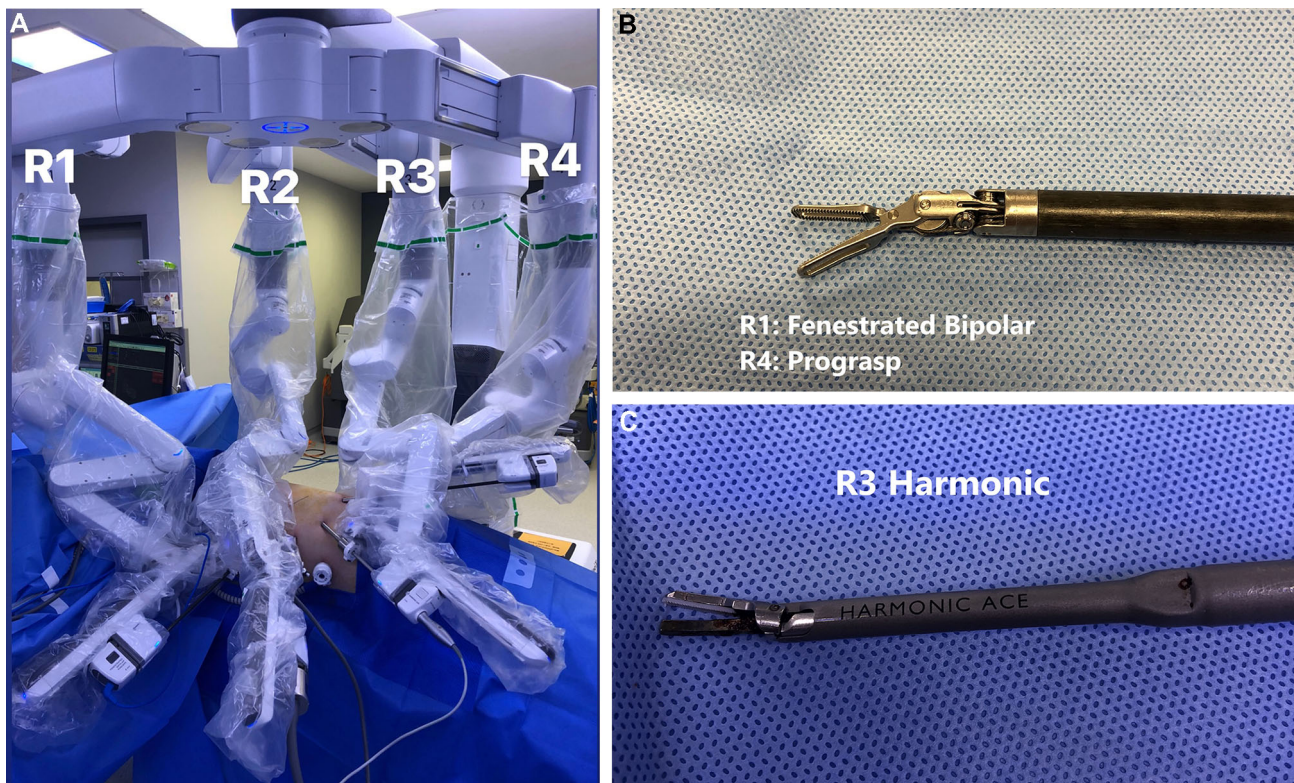 A
R1
R2
R3
R4
B
R1: Fenestrated Bipolar
R4: Prograsp
C
R3 Harmonic
HARMONIC ACE